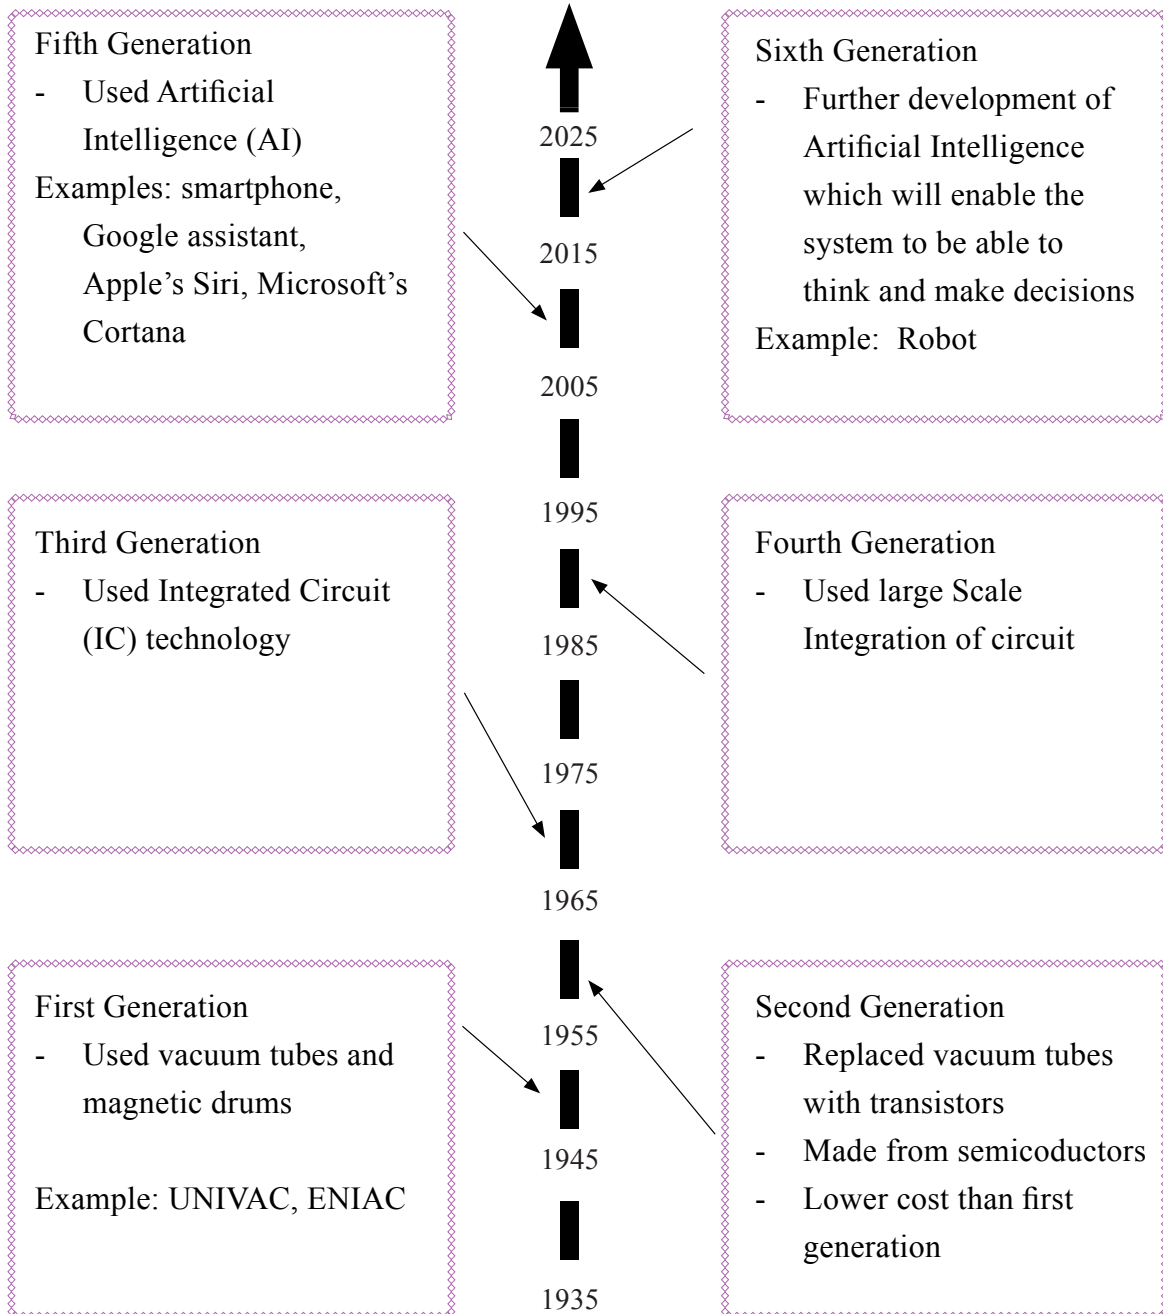 Fifth Generation
- Used Artificial
Intelligence (AI)
Examples: smartphone,
Google assistant,
Apple’s Siri, Microsoft’s
Cortana
Sixth Generation
- Further development of
Artificial Intelligence
which will enable the
system to be able to
think and make decisions
Example: Robot
2025
2015
2005
1995
Third Generation
- Used Integrated Circuit
(IC) technology
Fourth Generation
- Used large Scale
Integration of circuit
1985
1975
1965
First Generation
- Used vacuum tubes and
magnetic drums
Example: UNIVAC, ENIAC
Second Generation
- Replaced vacuum tubes
with transistors
- Made from semicoductors
- Lower cost than first
generation
1955
1945
1935